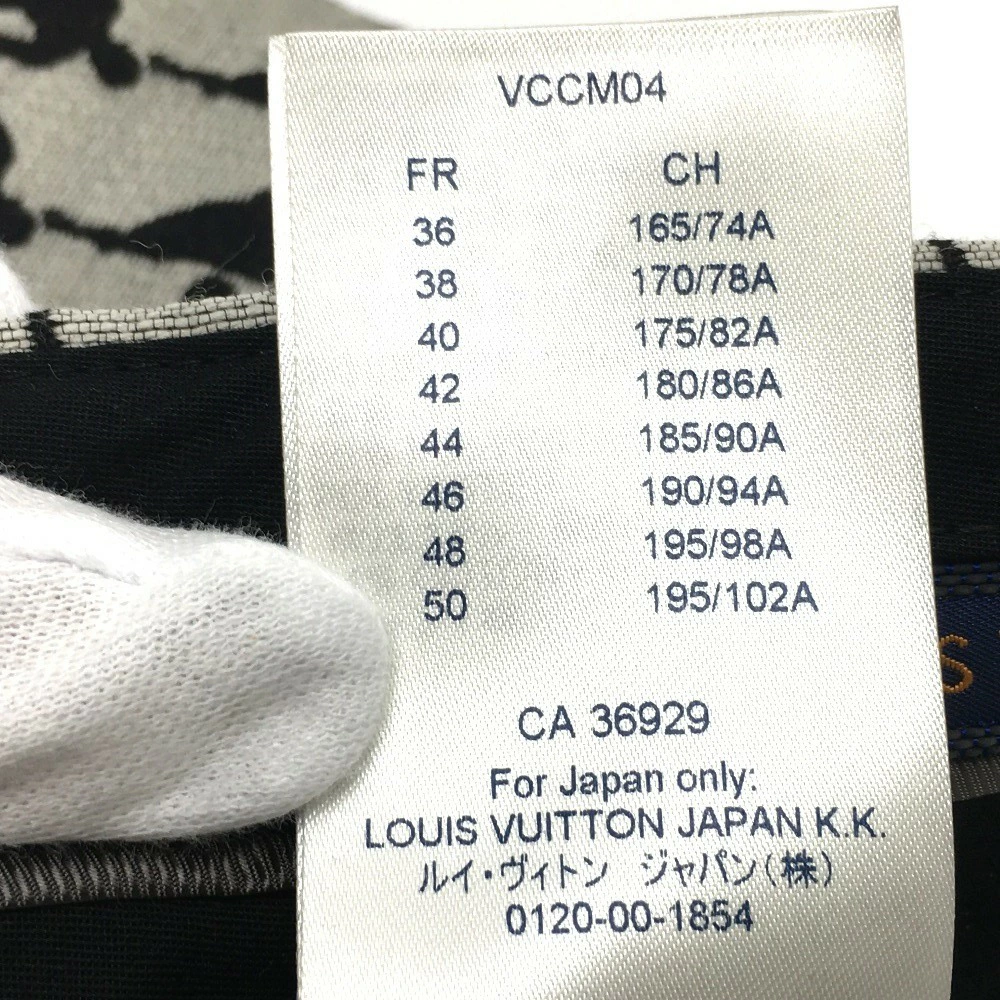 VCCM04
FR CH
36 165/74A
38 170/78A
40 175/82A
42 180/86A
44 185/90A
46 190/94A
48 195/98A
50 195/102A
CA 36929
For Japan only:
LOUIS VUITTON JAPAN K.K.
ルイ・ヴィトン ジャパン(株)
0120-00-1854
S